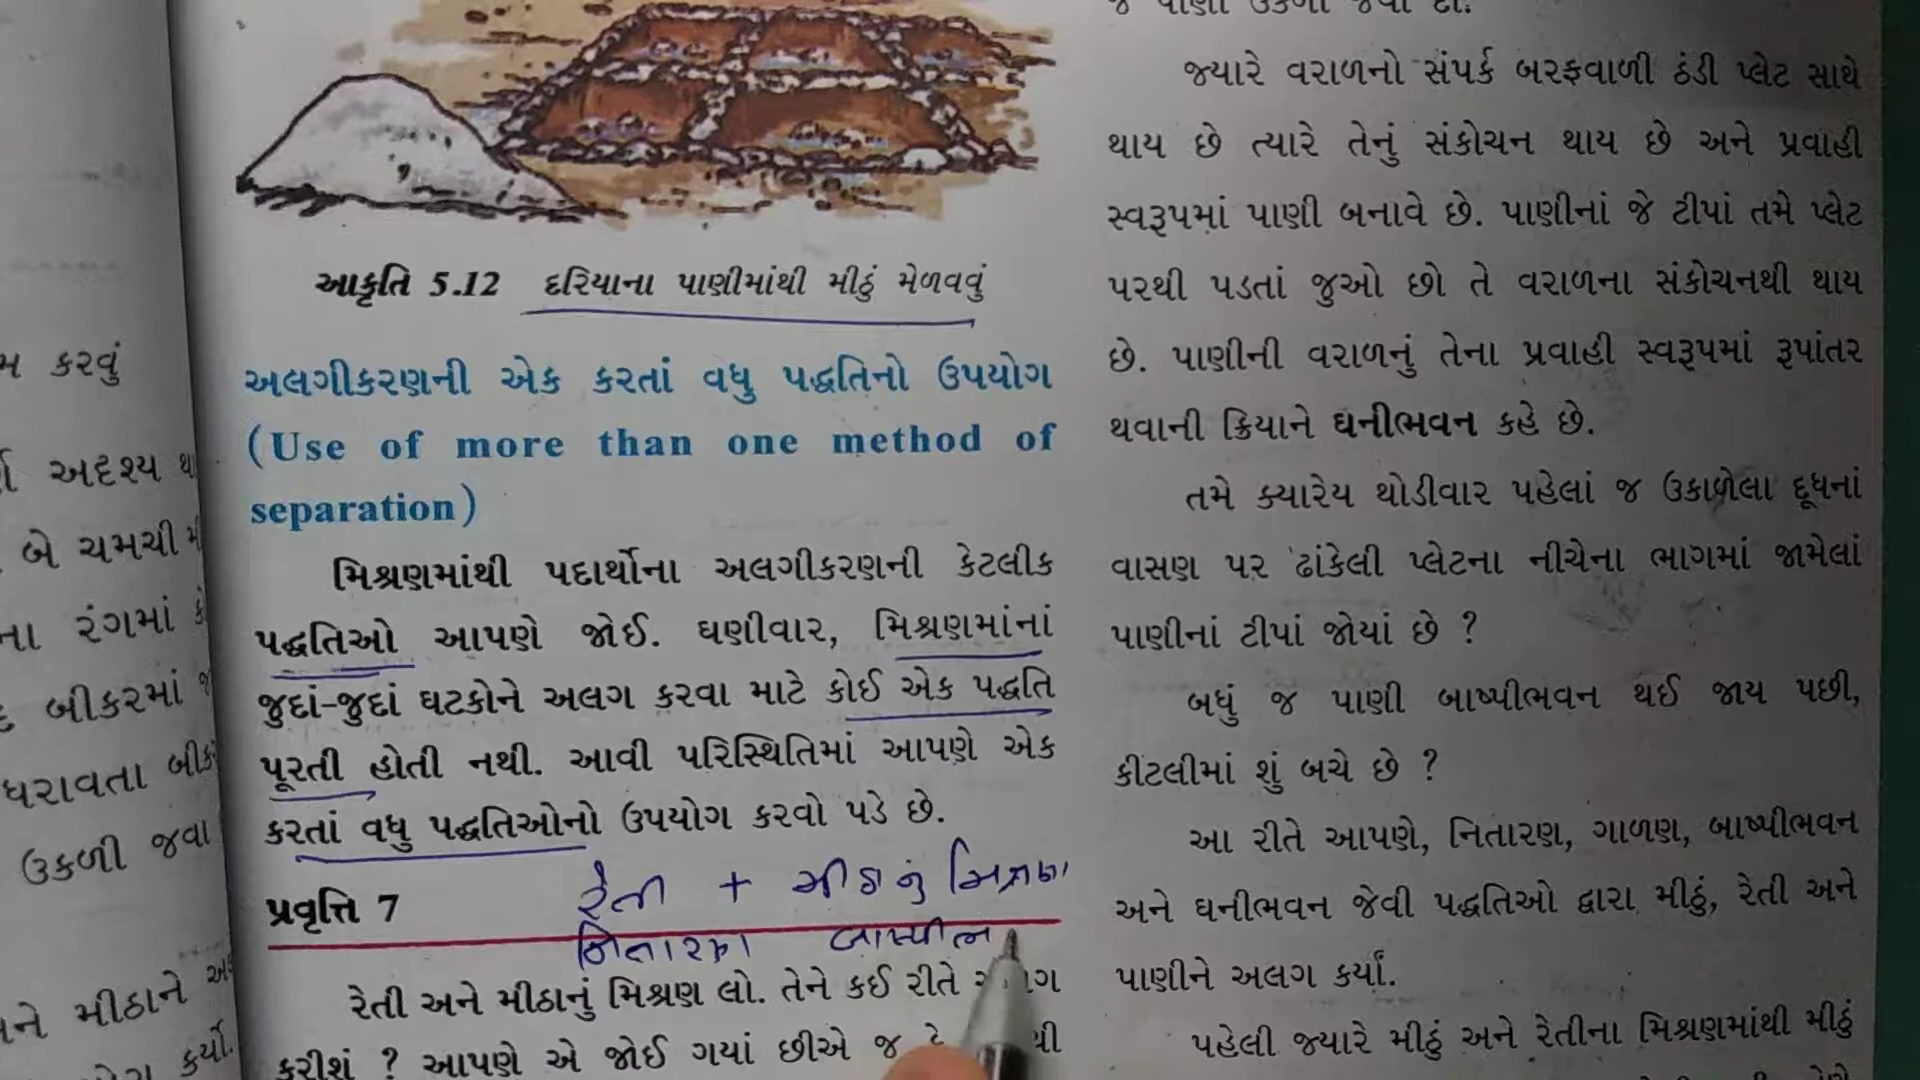 મ કરવું
અદૃશ્ય થા
બે ચમચી મી
ના રંગમાં
બીકરમાં
ધરાવતા બીક
ઉકળી જવા
ને મીઠાને
કર્યો.
આકૃતિ 5.12 દરિયાના પાણીમાંથી મીઠું મેળવવું
અલગીકરણની એક કરતાં વધુ પદ્ધતિનો ઉપયોગ
(Use of more than one method of
separation)
મિશ્રણમાંથી પદાર્થોના અલગીકરણની કેટલીક
પદ્ધતિઓ આપણે જોઈ. ઘણીવાર, મિશ્રણમાંનાં
જુદાં-જુદાં ઘટકોને અલગ કરવા માટે કોઈ એક પદ્ધતિ
પૂરતી હોતી નથી. આવી પરિસ્થિતિમાં આપણે એક
કરતાં વધુ પદ્ધતિઓનો ઉપયોગ કરવો પડે છે.
રેતી + મીઠાનું મિશ્રણ
પ્રવૃત્તિ 7
નિતારણ બાષ્પીભ
રેતી અને મીઠાનું મિશ્રણ લો. તેને કઈ રીતે
કરીશું ? આપણે એ જોઈ ગયાં છીએ જ
જ પાણી ઉકળી જવા દો.
જ્યારે વરાળનો સંપર્ક બરફવાળી ઠંડી પ્લેટ સાથે
થાય છે ત્યારે તેનું સંકોચન થાય છે અને પ્રવાહી
સ્વરૂપમાં પાણી બનાવે છે. પાણીનાં જે ટીપાં તમે પ્લેટ
પરથી પડતાં જુઓ છો તે વરાળના સંકોચનથી થાય
છે. પાણીની વરાળનું તેના પ્રવાહી સ્વરૂપમાં રૂપાંતર
થવાની ક્રિયાને ઘનીભવન કહે છે.
તમે ક્યારેય થોડીવાર પહેલાં જ ઉકાળેલા દૂધનાં
વાસણ પર ઢાંકેલી પ્લેટના નીચેના ભાગમાં જામેલાં
પાણીનાં ટીપાં જોયાં છે ?
બધું જ પાણી બાષ્પીભવન થઈ જાય પછી,
કીટલીમાં શું બચે છે ?
આ રીતે આપણે, નિતારણ, ગાળણ, બાષ્પીભવન
અને ઘનીભવન જેવી પદ્ધતિઓ દ્વારા મીઠું, રેતી અને
પાણીને અલગ કર્યાં.
પહેલી જ્યારે મીઠું અને રેતીના મિશ્રણમાંથી મીઠું